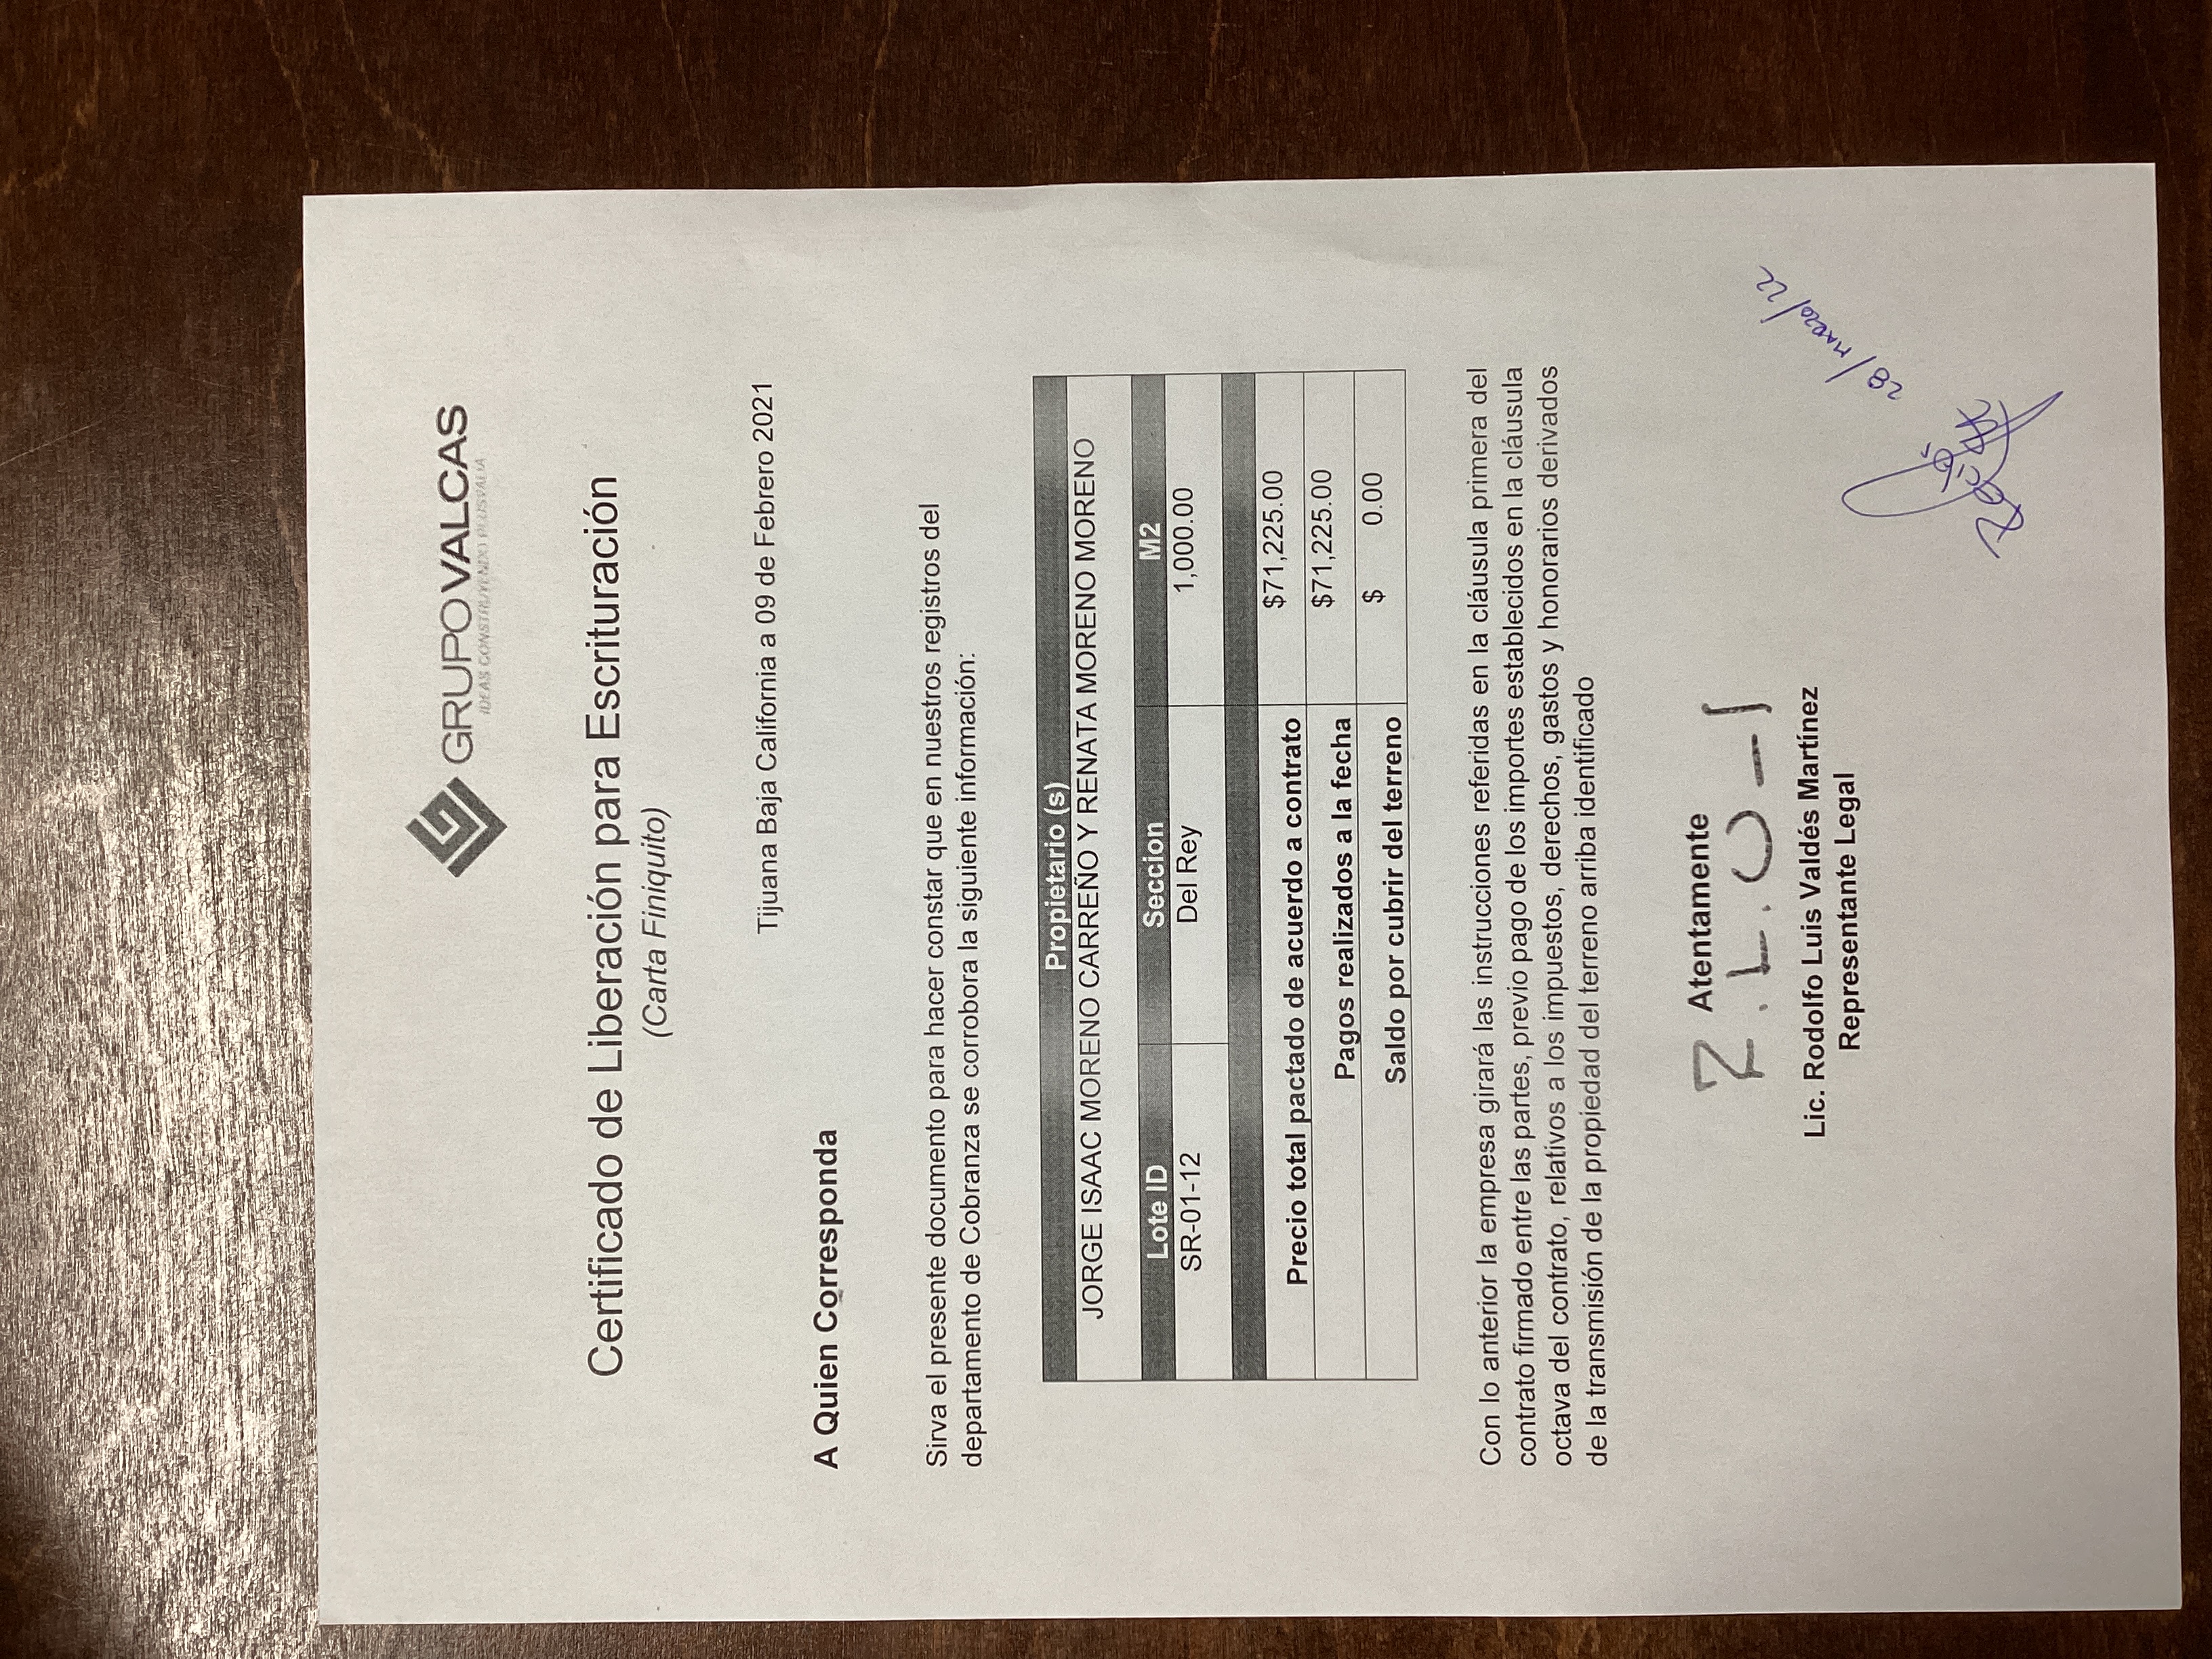 GRUPO VALCAS
IDEAS CONSTRUYENDO PLUSVALIA
Certificado de Liberación para Escrituración
(Carta Finiquito)
Tijuana Baja California a 09 de Febrero 2021
A Quien Corresponda
Sirva el presente documento para hacer constar que en nuestros registros del
departamento de Cobranza se corrobora la siguiente información:
Propietario (s)
JORGE ISAAC MORENO CARREÑO Y RENATA MORENO MORENO
Lote ID Seccion M2
SR-01-12 Del Rey 1,000.00
Precio total pactado de acuerdo a contrato $71,225.00
Pagos realizados a la fecha $71,225.00
Saldo por cubrir del terreno $ 0.00
Con lo anterior la empresa girará las instrucciones referidas en la cláusula primera del
contrato firmado entre las partes, previo pago de los importes establecidos en la cláusula
octava del contrato, relativos a los impuestos, derechos, gastos y honorarios derivados
de la transmisión de la propiedad del terreno arriba identificado
Atentamente
Lic. Rodolfo Luis Valdés Martínez
Representante Legal
Recibí
28/MARZO/22